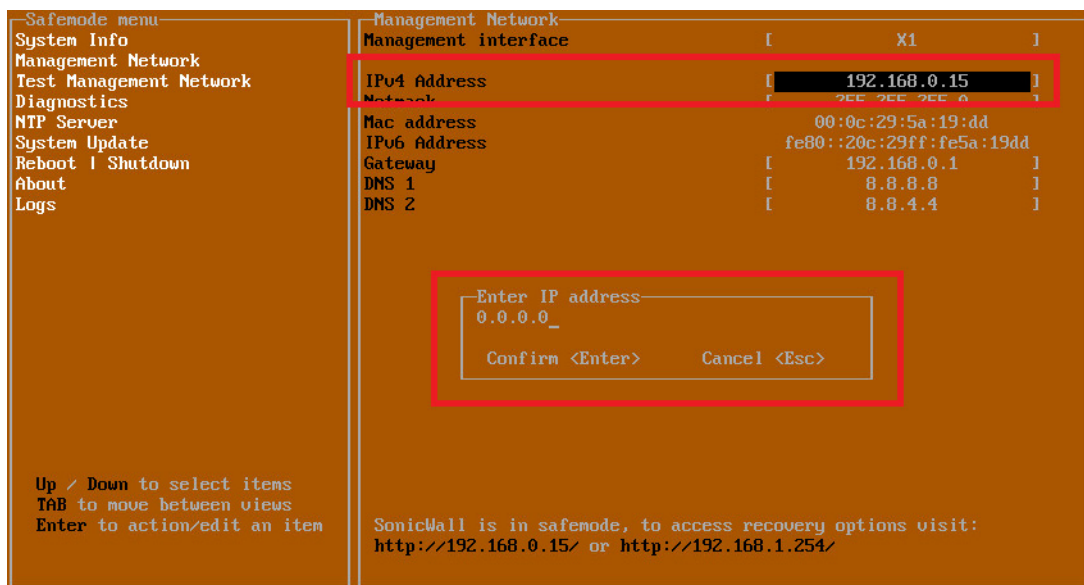 Safemode menu
System Info
Management Network
Test Management Network
Diagnostics
NTP Server
System Update
Reboot | Shutdown
About
Logs
Up / Down to select items
TAB to move between views
Enter to action/edit an item
Management Network
Management interface [ X1 ]
IPv4 Address [ 192.168.0.15 ]
Netmask [ 255.255.255.0 ]
Mac address 00:0c:29:5a:19:dd
IPv6 Address fe80::20c:29ff:fe5a:19dd
Gateway [ 192.168.0.1 ]
DNS 1 [ 8.8.8.8 ]
DNS 2 [ 8.8.4.4 ]
Enter IP address
0.0.0.0_
Confirm <Enter> Cancel <Esc>
SonicWall is in safemode, to access recovery options visit:
http://192.168.0.15/ or http://192.168.1.254/